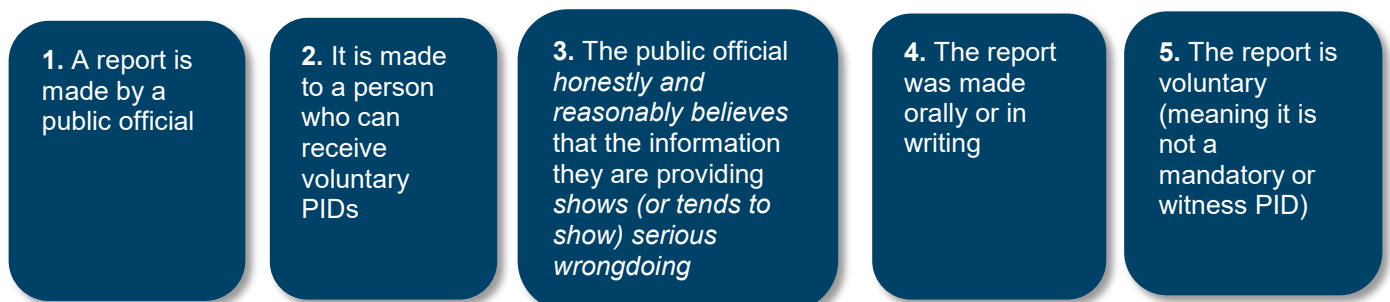 1. A report is
made by a
public official
2. It is made
to a person
who can
receive
voluntary
PIDs
3. The public official
honestly and
reasonably believes
that the information
they are providing
shows (or tends to
show) serious
wrongdoing
4. The report
was made
orally or in
writing
5. The report is
voluntary
(meaning it is
not a
mandatory or
witness PID)